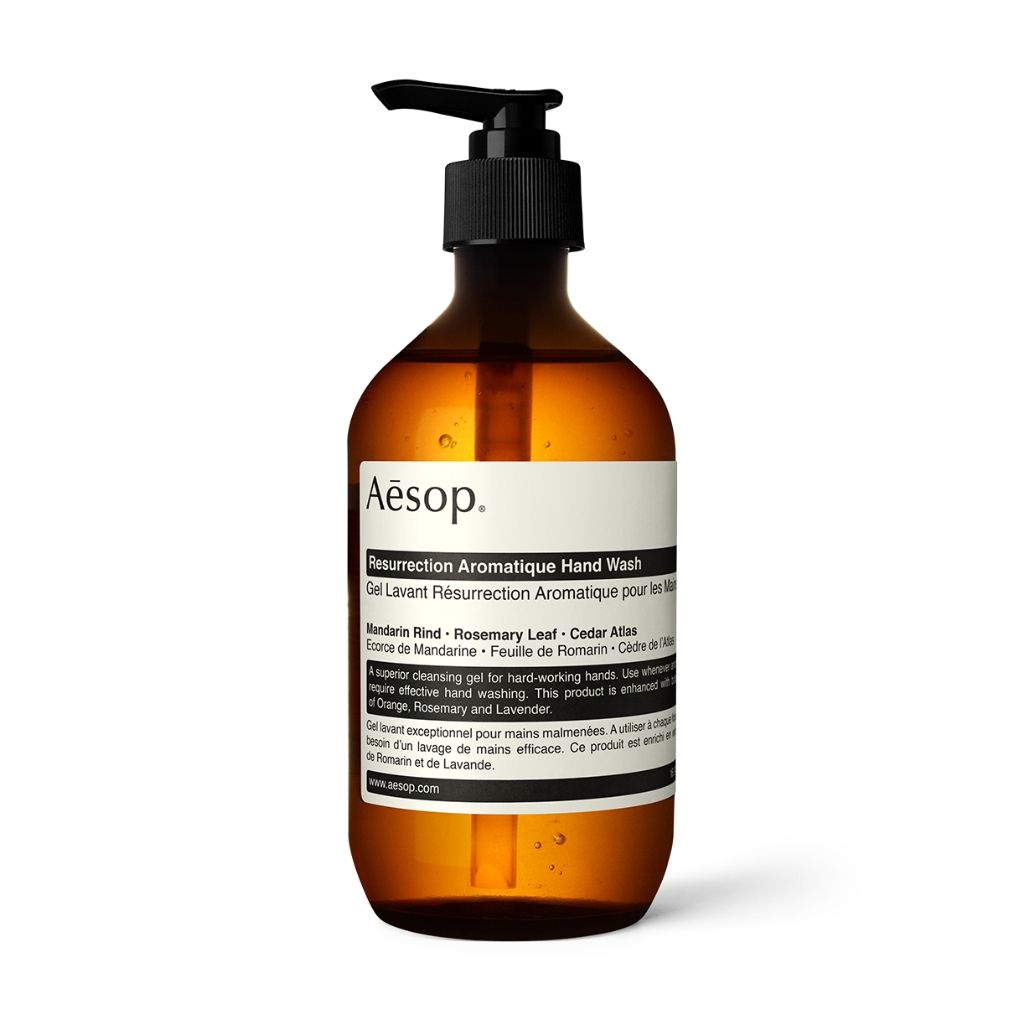 Aēsop®
Resurrection Aromatique Hand Wash
Gel Lavant Résurrection Aromatique pour les
Mandarin Rind • Rosemary Leaf • Cedar Atlas
Ecorce de Mandarine • Feuille de Romarin • Cèdre de l'Atlas
A superior cleansing gel for hard-working hands. Use whenever
require effective hand washing. This product is enhanced with
of Orange, Rosemary and Lavender.
Gel lavant exceptionnel pour mains malmenées. A utiliser à chaque
besoin d'un lavage de mains efficace. Ce produit est enrichi en
de Romarin et de Lavande.
www.aesop.com